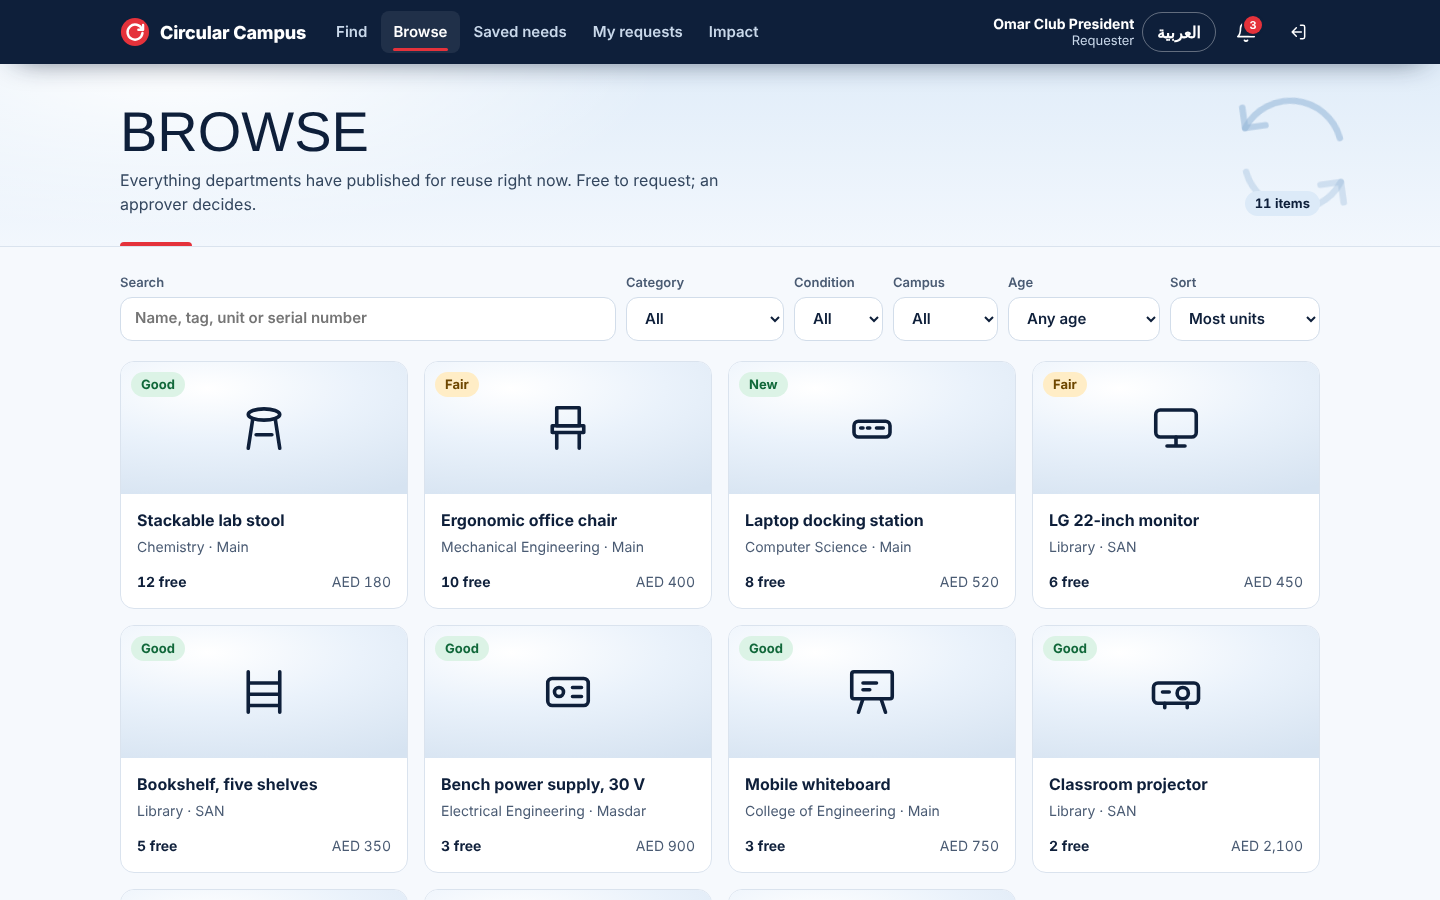 Circular Campus
Find
Browse
Saved needs
My requests
Impact
Omar Club President
Requester
العربية
3
BROWSE
Everything departments have published for reuse right now. Free to request; an
approver decides.
11 items
Search
Category
Condition
Campus
Age
Sort
Name, tag, unit or serial number
All
All
All
Any age
Most units
Good
Stackable lab stool
Chemistry · Main
12 free
AED 180
Fair
Ergonomic office chair
Mechanical Engineering · Main
10 free
AED 400
New
Laptop docking station
Computer Science · Main
8 free
AED 520
Fair
LG 22-inch monitor
Library · SAN
6 free
AED 450
Good
Bookshelf, five shelves
Library · SAN
5 free
AED 350
Good
Bench power supply, 30 V
Electrical Engineering · Masdar
3 free
AED 900
Good
Mobile whiteboard
College of Engineering · Main
3 free
AED 750
Good
Classroom projector
Library · SAN
2 free
AED 2,100